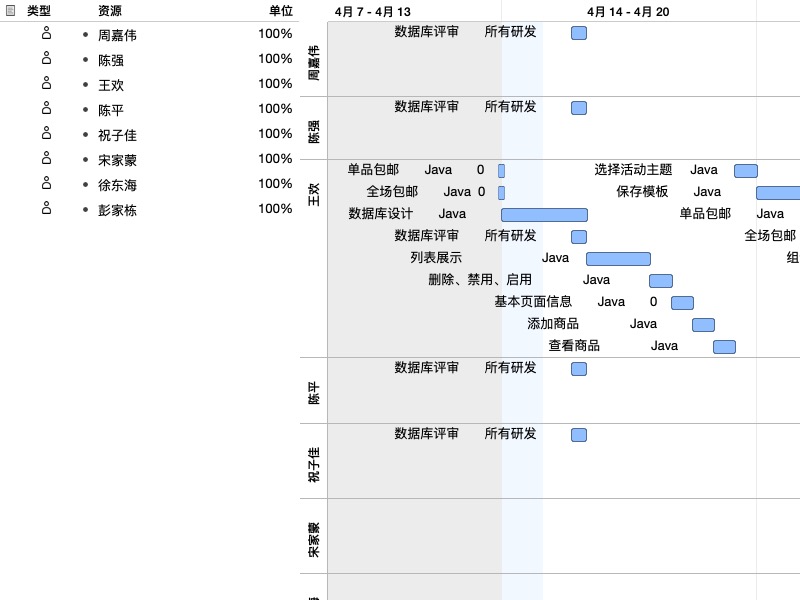 类型 资源 单位 4月 7 - 4月 13 4月 14 - 4月 20
周嘉伟 100%
陈强 100%
王欢 100%
陈平 100%
祝子佳 100%
宋家蒙 100%
徐东海 100%
彭家栋 100%
周嘉伟
数据库评审 所有研发
陈强
数据库评审 所有研发
王欢
单品包邮 Java 0 选择活动主题 Java
全场包邮 Java 0 保存模板 Java
数据库设计 Java 单品包邮 Java
数据库评审 所有研发 全场包邮
列表展示 Java 组
删除、禁用、启用 Java
基本页面信息 Java 0
添加商品 Java
查看商品 Java
陈平
数据库评审 所有研发
祝子佳
数据库评审 所有研发
宋家蒙